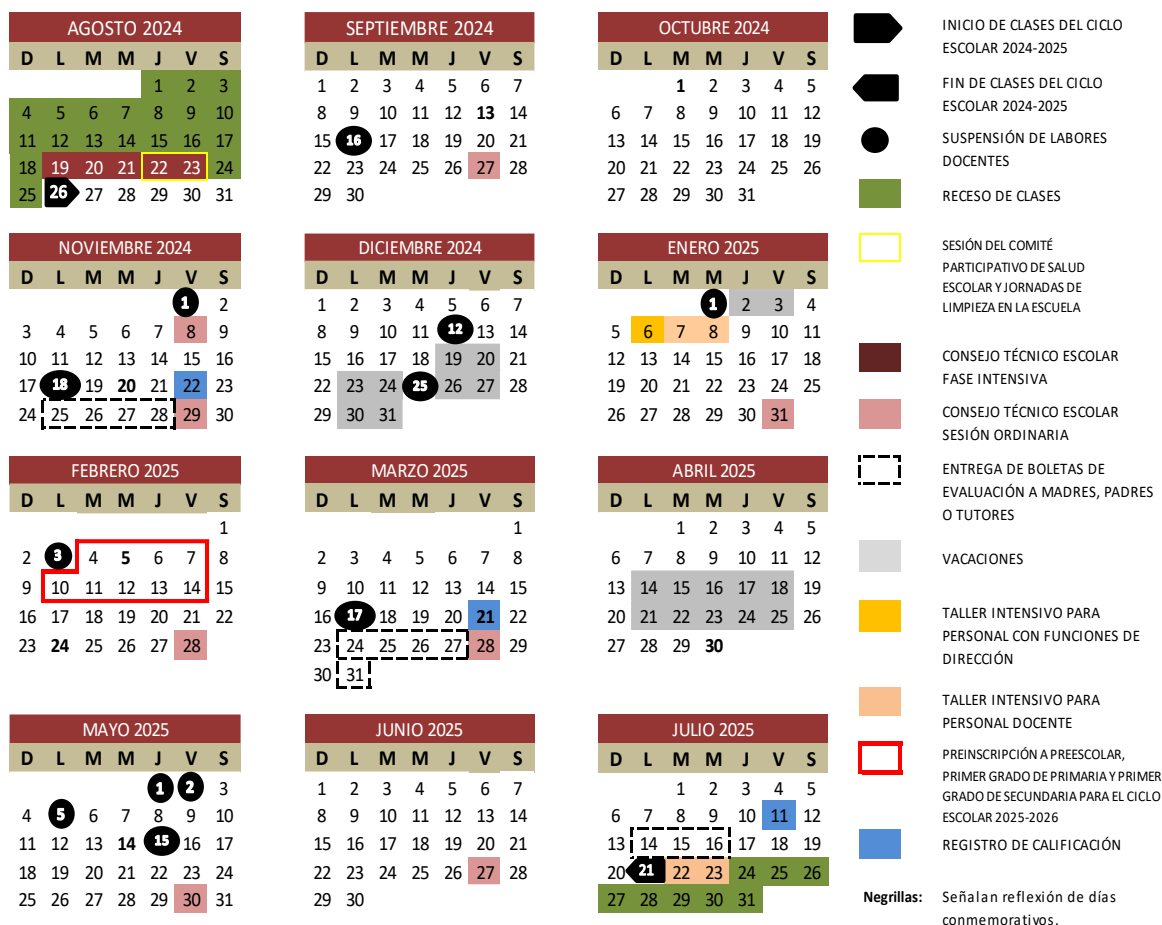 AGOSTO 2024
D L M M J V S
1 2 3
4 5 6 7 8 9 10
11 12 13 14 15 16 17
18 19 20 21 22 23 24
25 26 27 28 29 30 31
SEPTIEMBRE 2024
D L M M J V S
1 2 3 4 5 6 7
8 9 10 11 12 13 14
15 16 17 18 19 20 21
22 23 24 25 26 27 28
29 30
OCTUBRE 2024
D L M M J V S
1 2 3 4 5
6 7 8 9 10 11 12
13 14 15 16 17 18 19
20 21 22 23 24 25 26
27 28 29 30 31
NOVIEMBRE 2024
D L M M J V S
1 2
3 4 5 6 7 8 9
10 11 12 13 14 15 16
17 18 19 20 21 22 23
24 25 26 27 28 29 30
DICIEMBRE 2024
D L M M J V S
1 2 3 4 5 6 7
8 9 10 11 12 13 14
15 16 17 18 19 20 21
22 23 24 25 26 27 28
29 30 31
ENERO 2025
D L M M J V S
1 2 3 4
5 6 7 8 9 10 11
12 13 14 15 16 17 18
19 20 21 22 23 24 25
26 27 28 29 30 31
FEBRERO 2025
D L M M J V S
1
2 3 4 5 6 7 8
9 10 11 12 13 14 15
16 17 18 19 20 21 22
23 24 25 26 27 28
MARZO 2025
D L M M J V S
1
2 3 4 5 6 7 8
9 10 11 12 13 14 15
16 17 18 19 20 21 22
23 24 25 26 27 28 29
30 31
ABRIL 2025
D L M M J V S
1 2 3 4 5
6 7 8 9 10 11 12
13 14 15 16 17 18 19
20 21 22 23 24 25 26
27 28 29 30
MAYO 2025
D L M M J V S
1 2 3
4 5 6 7 8 9 10
11 12 13 14 15 16 17
18 19 20 21 22 23 24
25 26 27 28 29 30 31
JUNIO 2025
D L M M J V S
1 2 3 4 5 6 7
8 9 10 11 12 13 14
15 16 17 18 19 20 21
22 23 24 25 26 27 28
29 30
JULIO 2025
D L M M J V S
1 2 3 4 5
6 7 8 9 10 11 12
13 14 15 16 17 18 19
20 21 22 23 24 25 26
27 28 29 30 31
INICIO DE CLASES DEL CICLO
ESCOLAR 2024-2025
FIN DE CLASES DEL CICLO
ESCOLAR 2024-2025
SUSPENSIÓN DE LABORES
DOCENTES
RECESO DE CLASES
SESIÓN DEL COMITÉ
PARTICIPATIVO DE SALUD
ESCOLAR Y JORNADAS DE
LIMPIEZA EN LA ESCUELA
CONSEJO TÉCNICO ESCOLAR
FASE INTENSIVA
CONSEJO TÉCNICO ESCOLAR
SESIÓN ORDINARIA
ENTREGA DE BOLETAS DE
EVALUACIÓN A MADRES, PADRES
O TUTORES
VACACIONES
TALLER INTENSIVO PARA
PERSONAL CON FUNCIONES DE
DIRECCIÓN
TALLER INTENSIVO PARA
PERSONAL DOCENTE
PREINSCRIPCIÓN A PREESCOLAR,
PRIMER GRADO DE PRIMARIA Y PRIMER
GRADO DE SECUNDARIA PARA EL CICLO
ESCOLAR 2025-2026
REGISTRO DE CALIFICACIÓN
Negrillas: Señalan reflexión de días
conmemorativos.